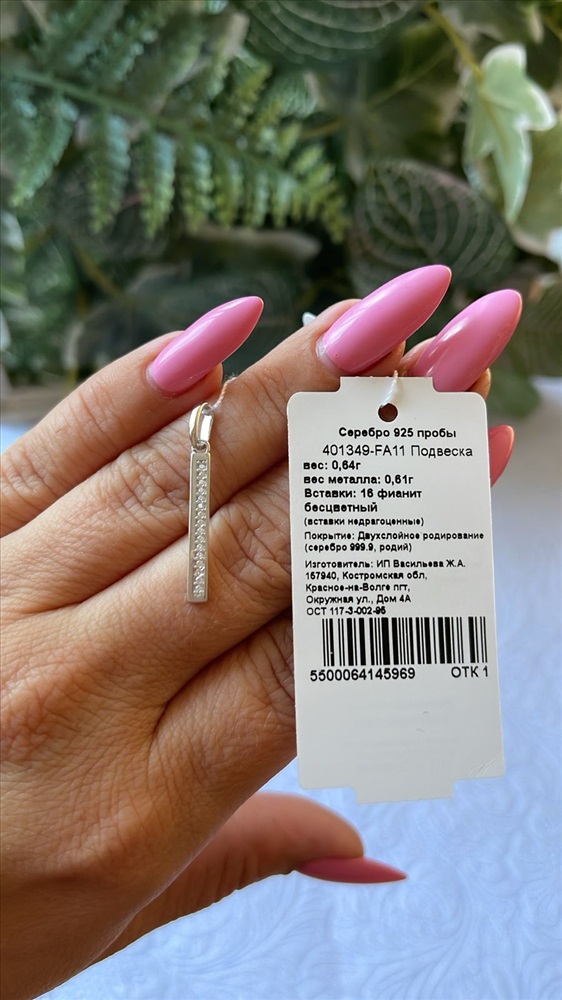 Серебро 925 пробы
401349-FA11 Подвеска
вес: 0,64г
вес металла: 0,61г
Вставки: 16 фианит
бесцветный
(вставки недрагоценные)
Покрытие: Двухслойное родирование
(серебро 999.9, родий)
Изготовитель: ИП Васильева Ж.А.
157940, Костромская обл,
Красное-на-Волге пгт,
Окружная ул., Дом 4А
ОСТ 117-3-002-95
5500064145969 ОТК 1